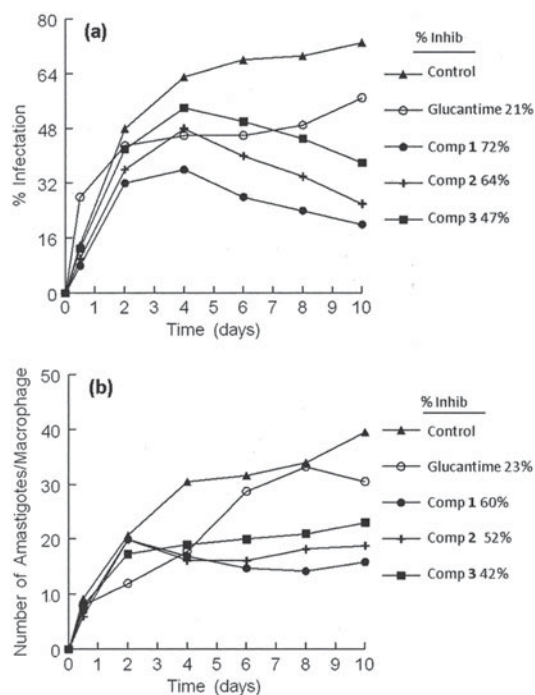 (a)
% Inhib
Control
Glucantime 21%
Comp 1 72%
Comp 2 64%
Comp 3 47%
% Infectation
80
64
48
32
16
0
0 1 2 3 4 5 6 7 8 9 10
Time (days)
(b)
% Inhib
Control
Glucantime 23%
Comp 1 60%
Comp 2 52%
Comp 3 42%
Number of Amastigotes/Macrophage
50
40
30
20
10
0
0 1 2 3 4 5 6 7 8 9 10
Time (days)